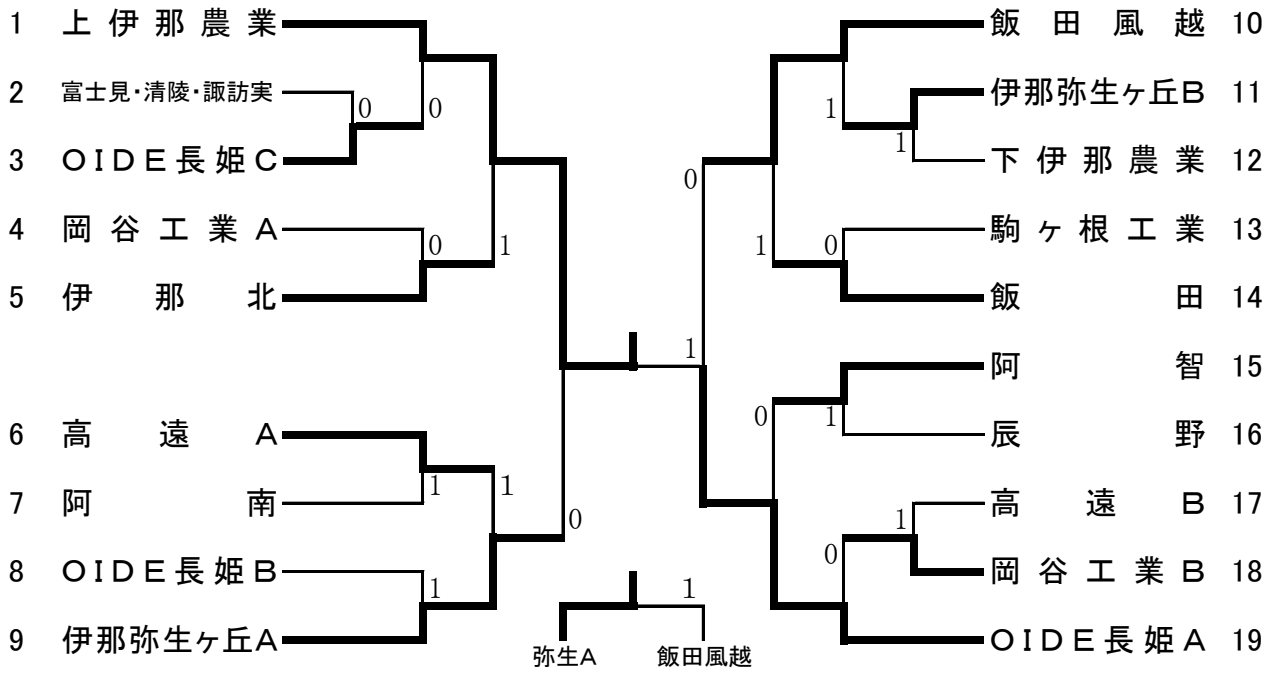 1 上伊那農業
2 富士見・清陵・諏訪実
0 0
3 OIDE長姫C
4 岡谷工業A
0 1
5 伊那北
6 高遠A
7 阿南
1 1
0
8 OIDE長姫B
1
9 伊那弥生ヶ丘A
飯田風越 10
伊那弥生ヶ丘B 11
1
1
下伊那農業 12
0
駒ヶ根工業 13
1 0
飯田 14
1
阿智 15
0 1
辰野 16
高遠B 17
1
0
岡谷工業B 18
OIDE長姫A 19
1
弥生A 飯田風越